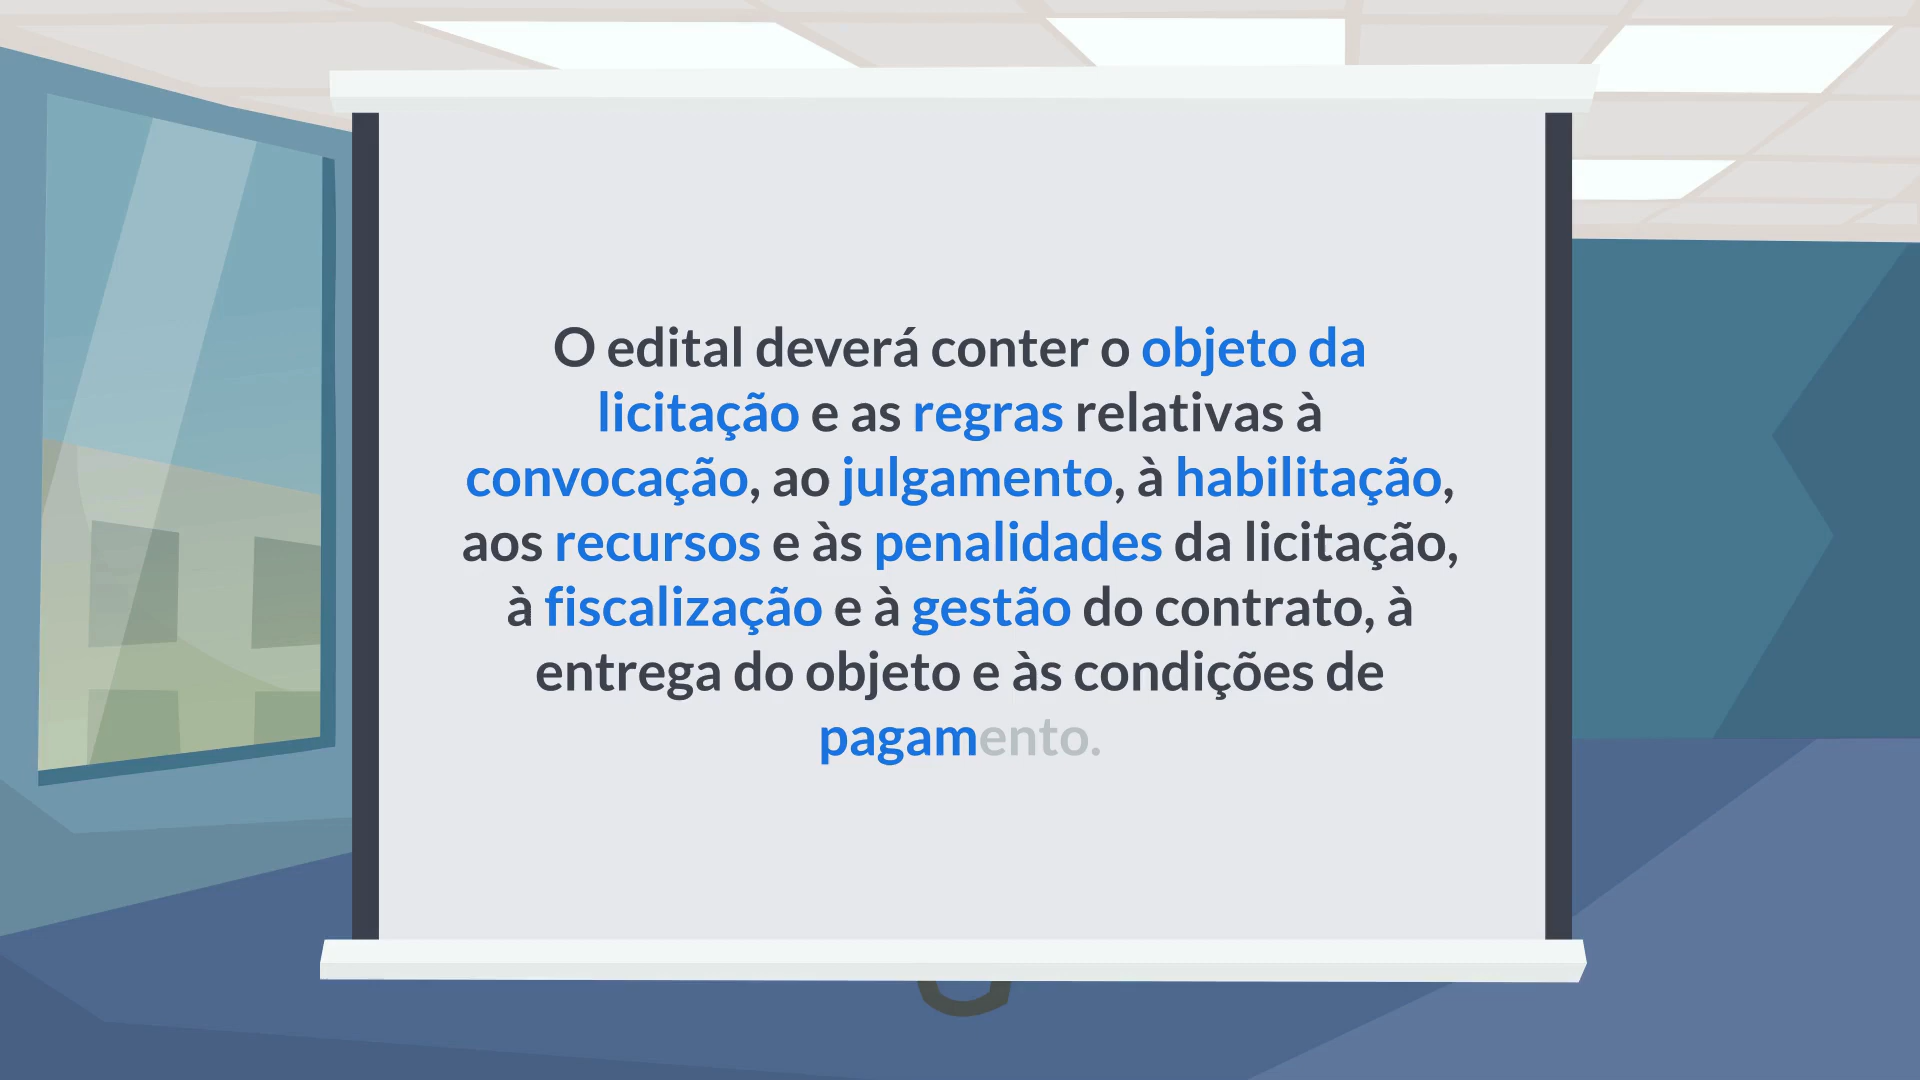 O edital deverá conter o objeto da
licitação e as regras relativas à
convocação, ao julgamento, à habilitação,
aos recursos e às penalidades da licitação,
à fiscalização e à gestão do contrato, à
entrega do objeto e às condições de
pagamento.